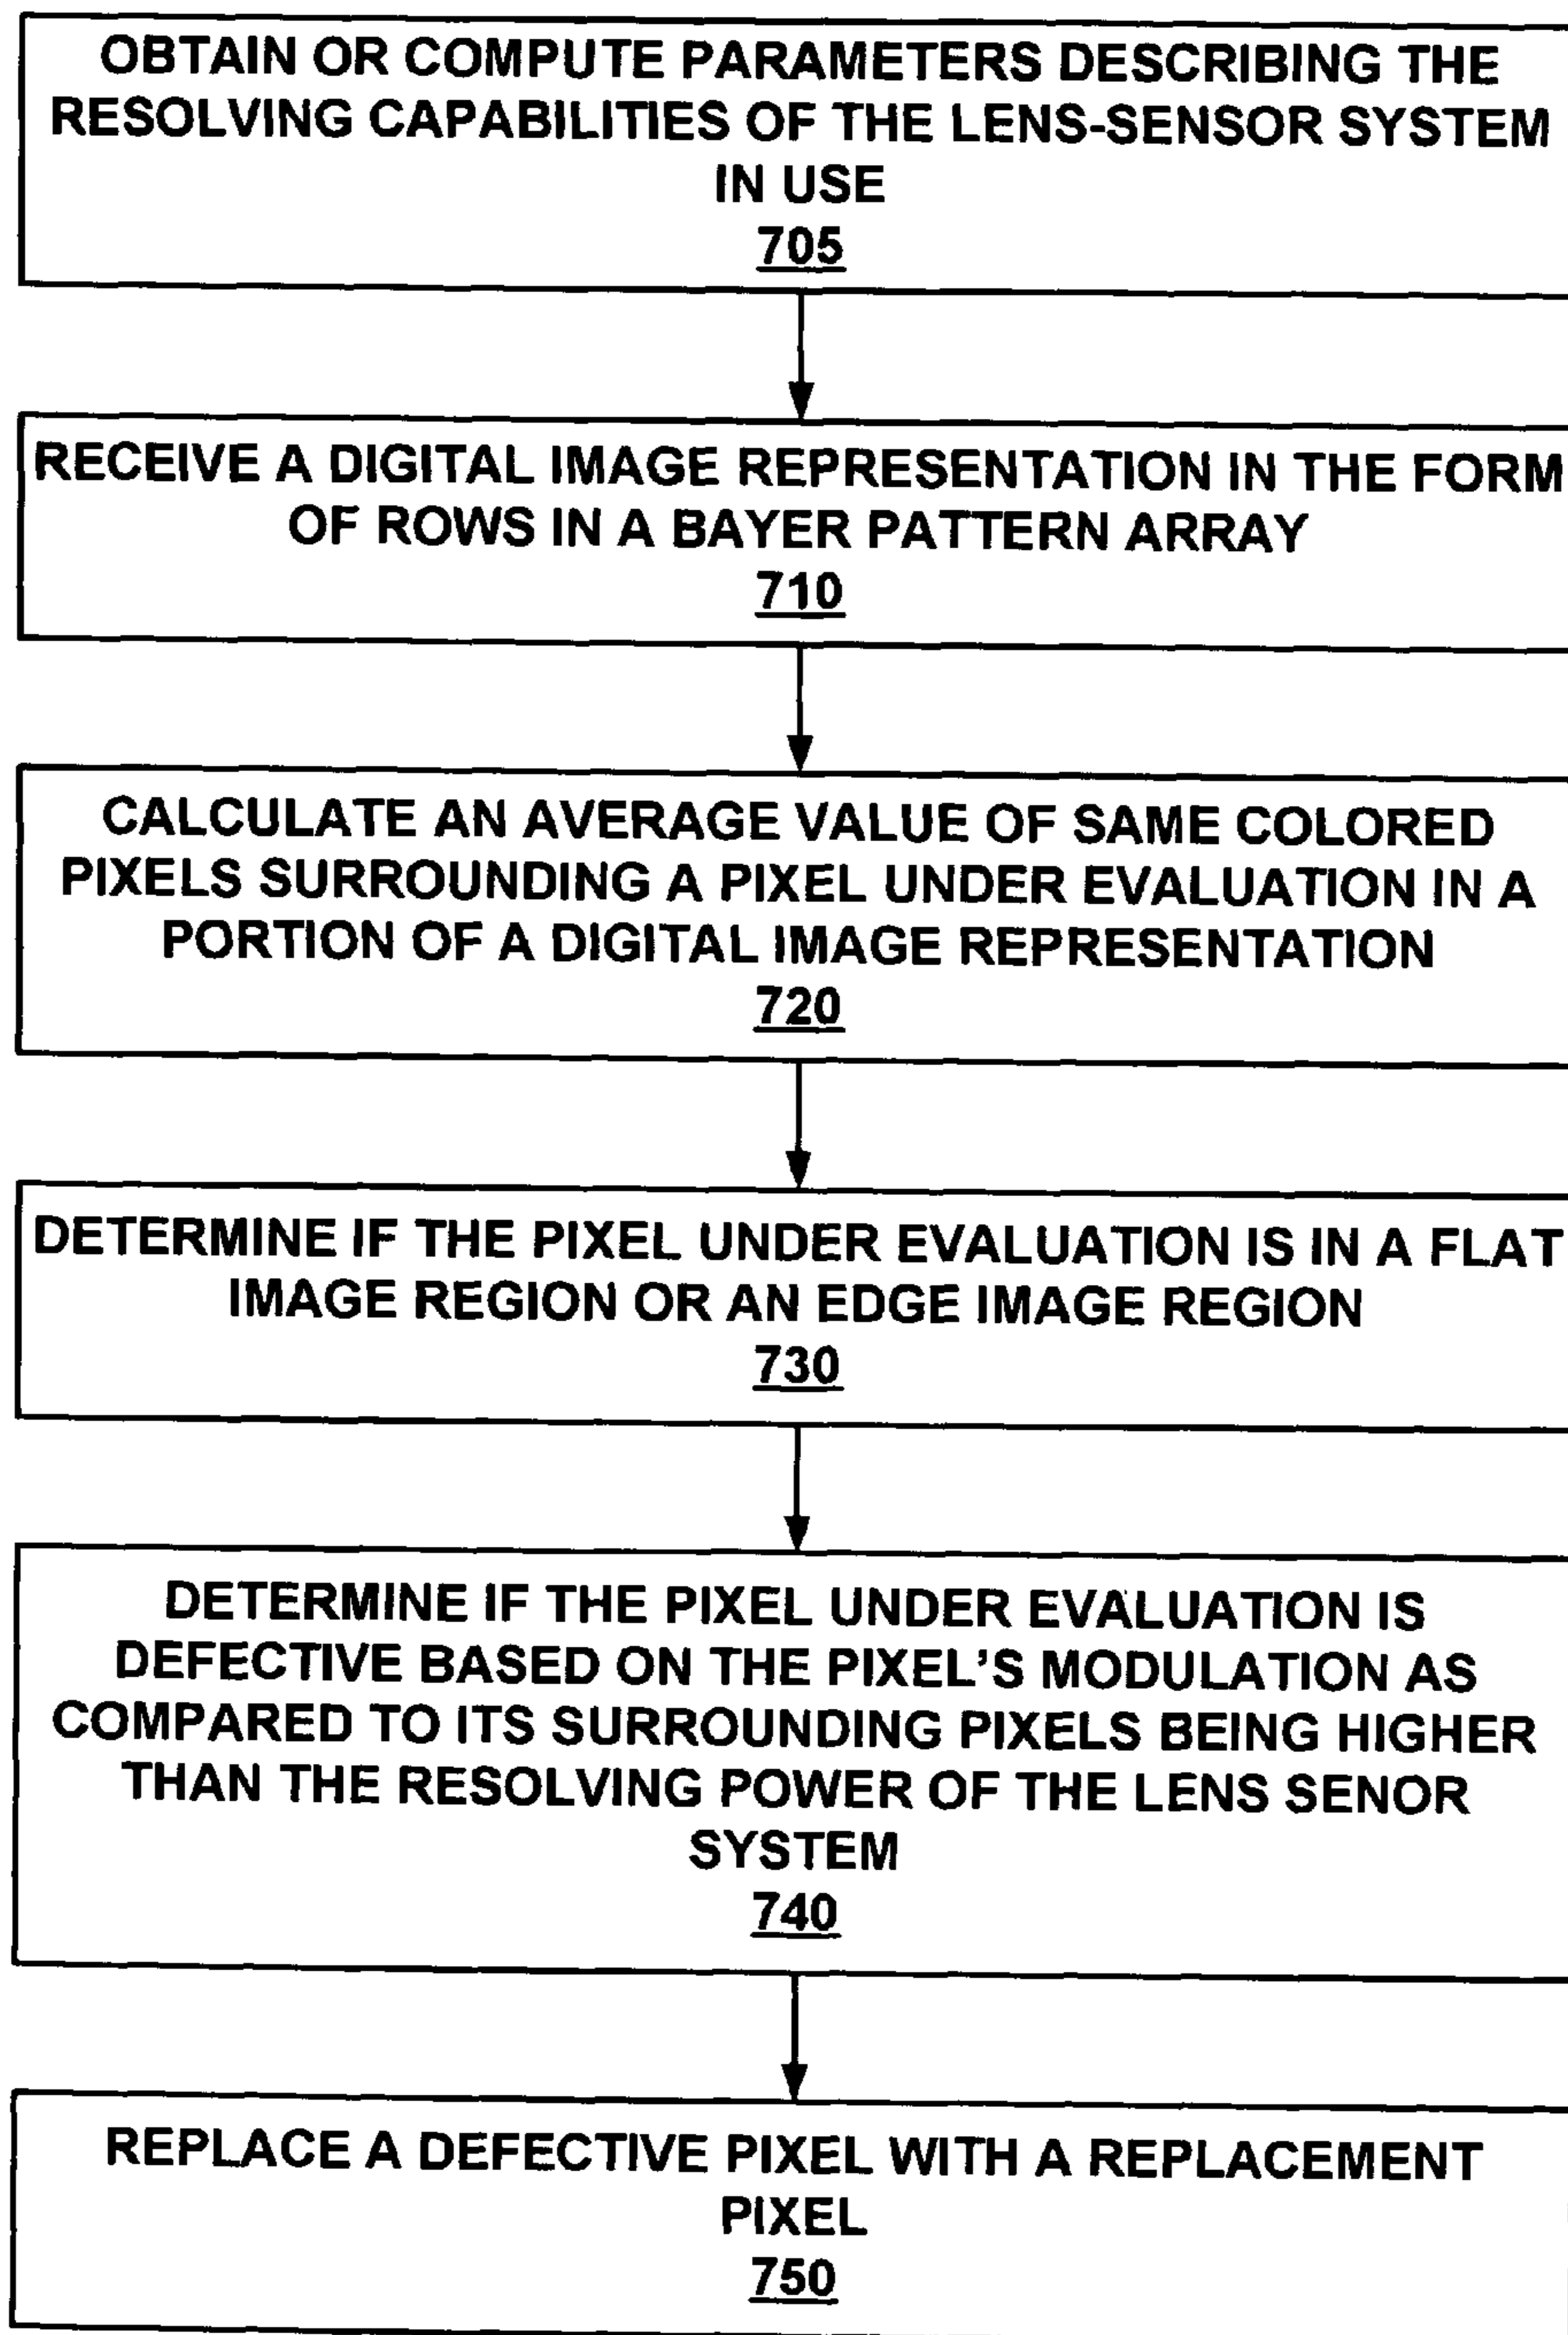 OBTAIN OR COMPUTE PARAMETERS DESCRIBING THE
RESOLVING CAPABILITIES OF THE LENS-SENSOR SYSTEM
IN USE
705
RECEIVE A DIGITAL IMAGE REPRESENTATION IN THE FORM
OF ROWS IN A BAYER PATTERN ARRAY
710
CALCULATE AN AVERAGE VALUE OF SAME COLORED
PIXELS SURROUNDING A PIXEL UNDER EVALUATION IN A
PORTION OF A DIGITAL IMAGE REPRESENTATION
720
DETERMINE IF THE PIXEL UNDER EVALUATION IS IN A FLAT
IMAGE REGION OR AN EDGE IMAGE REGION
730
DETERMINE IF THE PIXEL UNDER EVALUATION IS
DEFECTIVE BASED ON THE PIXEL'S MODULATION AS
COMPARED TO ITS SURROUNDING PIXELS BEING HIGHER
THAN THE RESOLVING POWER OF THE LENS SENOR
SYSTEM
740
REPLACE A DEFECTIVE PIXEL WITH A REPLACEMENT
PIXEL
750